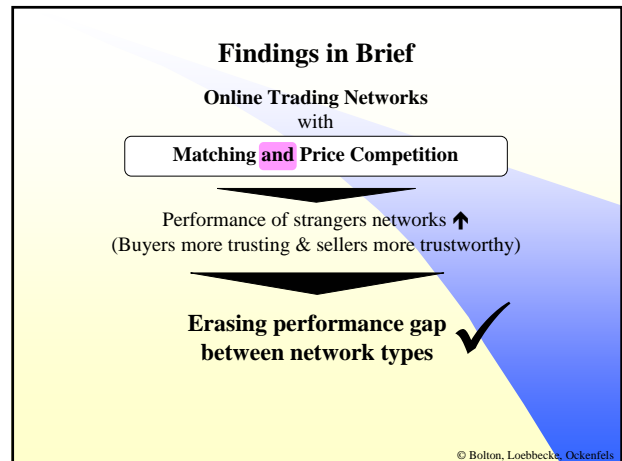 Findings in Brief
Online Trading Networks
with
Matching and Price Competition
Performance of strangers networks ↑
(Buyers more trusting & sellers more trustworthy)
Erasing performance gap
between network types
© Bolton, Loebbecke, Ockenfels